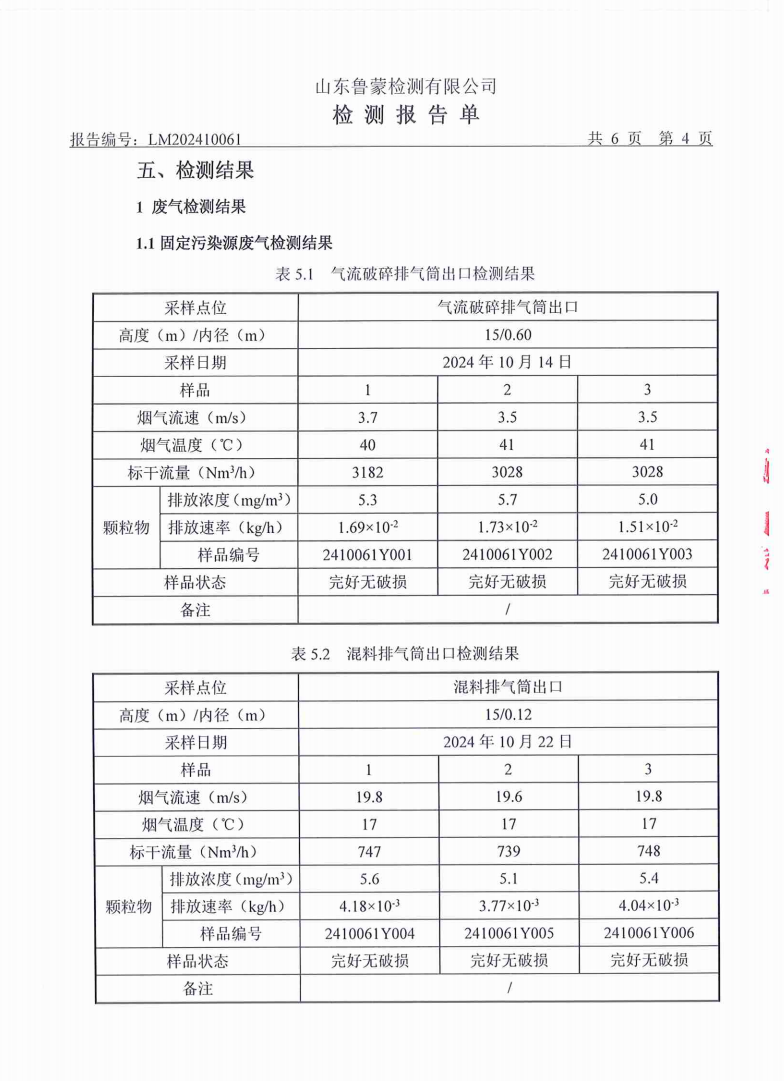 山东鲁蒙检测有限公司
检测报告单
报告编号：LM202410061 共 6 页 第 4 页
五、检测结果
1 废气检测结果
1.1 固定污染源废气检测结果
表 5.1 气流破碎排气筒出口检测结果
采样点位 气流破碎排气筒出口
高度（m）/内径（m） 15/0.60
采样日期 2024 年 10 月 14 日
样品 1 2 3
烟气流速（m/s） 3.7 3.5 3.5
烟气温度（℃） 40 41 41
标干流量（Nm³/h） 3182 3028 3028
排放浓度（mg/m³） 5.3 5.7 5.0
颗粒物 排放速率（kg/h） 1.69×10⁻² 1.73×10⁻² 1.51×10⁻²
样品编号 2410061Y001 2410061Y002 2410061Y003
样品状态 完好无破损 完好无破损 完好无破损
备注 /
表 5.2 混料排气筒出口检测结果
采样点位 混料排气筒出口
高度（m）/内径（m） 15/0.12
采样日期 2024 年 10 月 22 日
样品 1 2 3
烟气流速（m/s） 19.8 19.6 19.8
烟气温度（℃） 17 17 17
标干流量（Nm³/h） 747 739 748
排放浓度（mg/m³） 5.6 5.1 5.4
颗粒物 排放速率（kg/h） 4.18×10⁻³ 3.77×10⁻³ 4.04×10⁻³
样品编号 2410061Y004 2410061Y005 2410061Y006
样品状态 完好无破损 完好无破损 完好无破损
备注 /